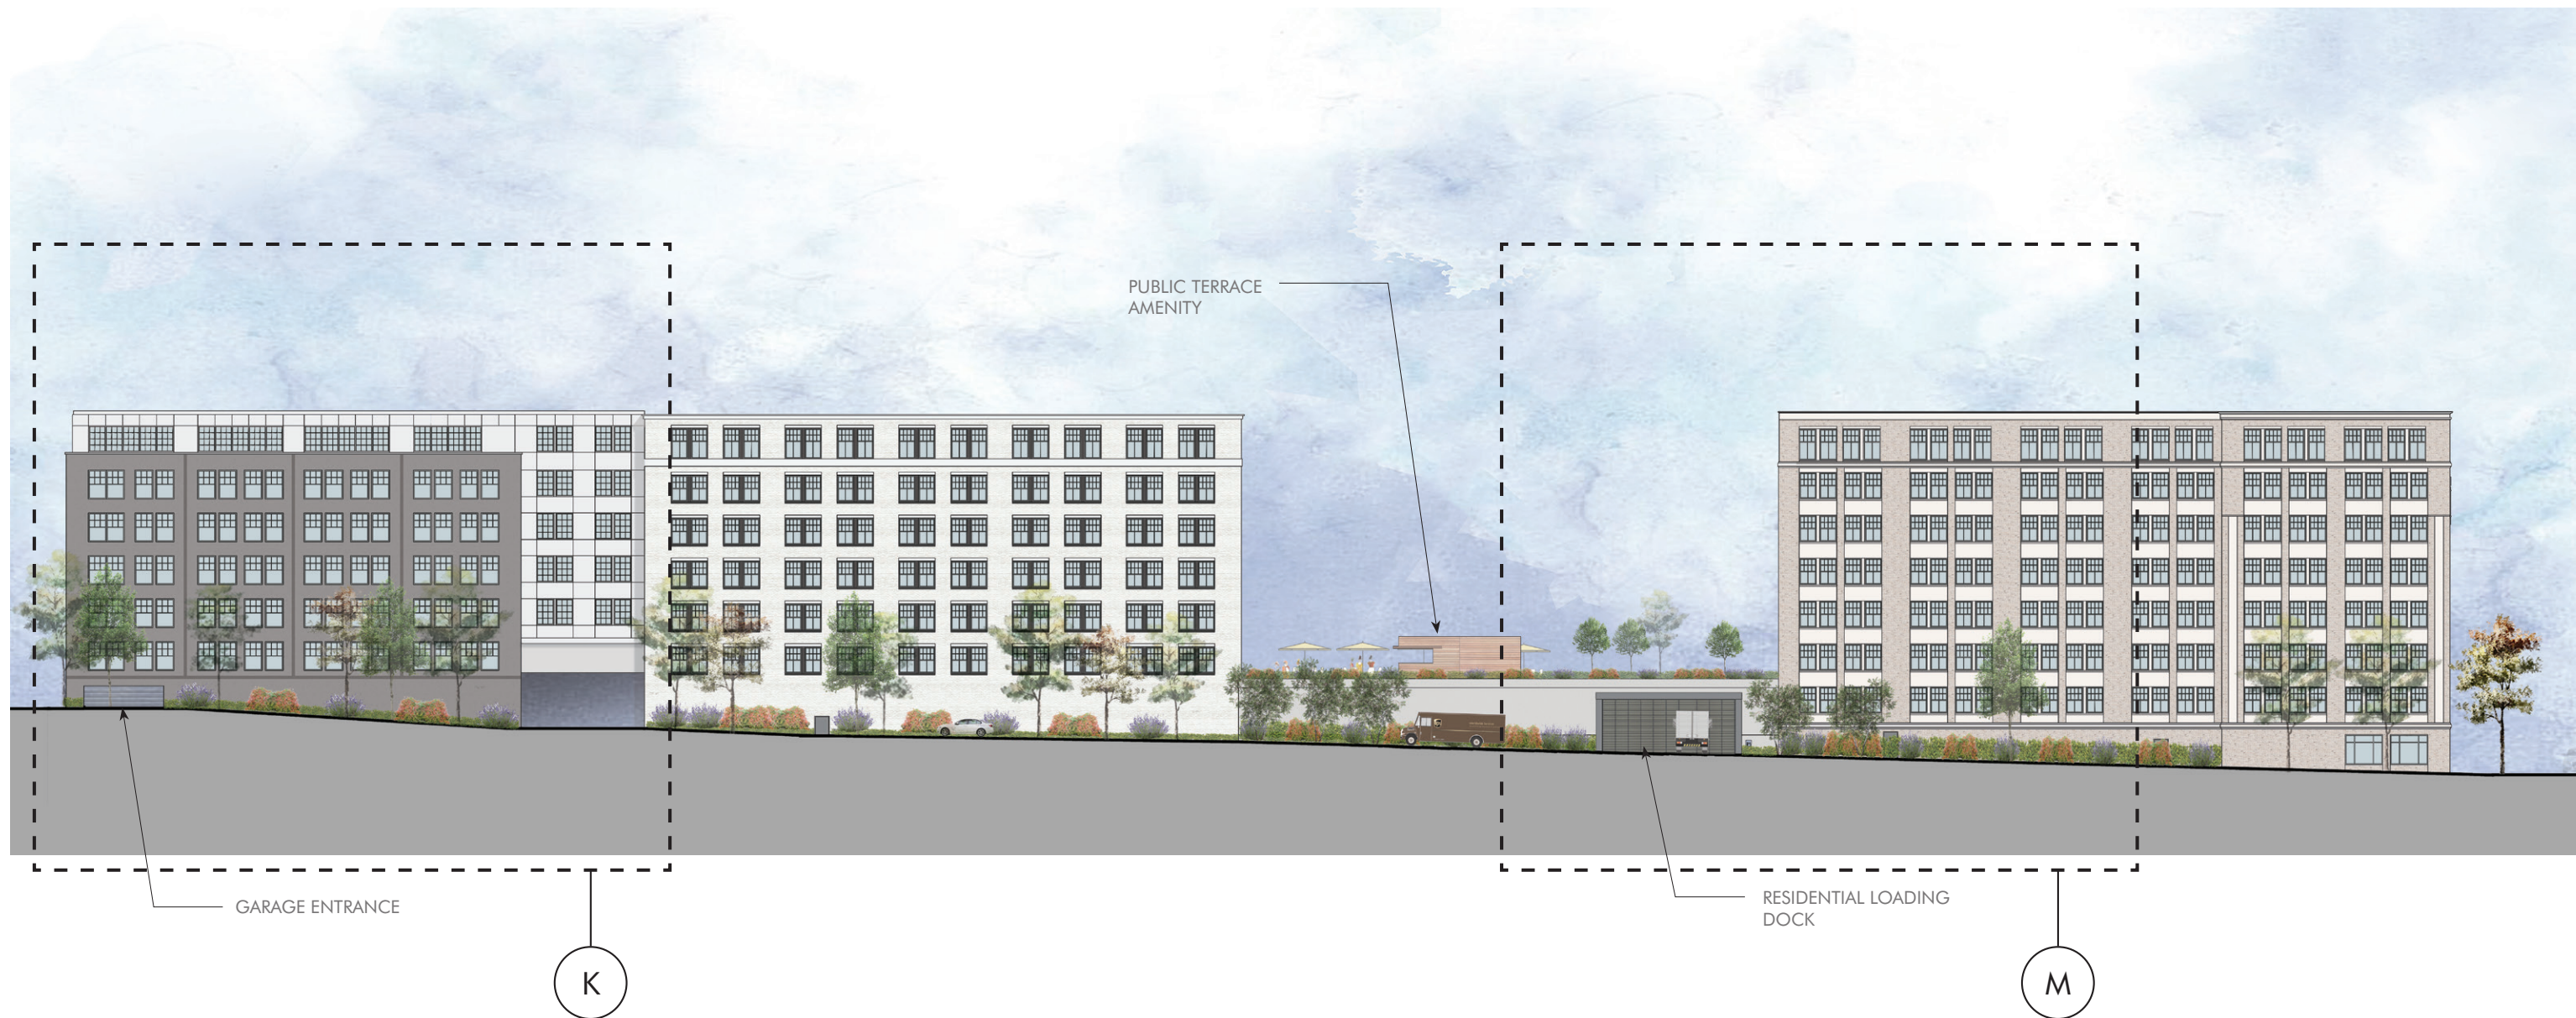 PUBLIC TERRACE
AMENITY
GARAGE ENTRANCE
RESIDENTIAL LOADING
DOCK
K
M